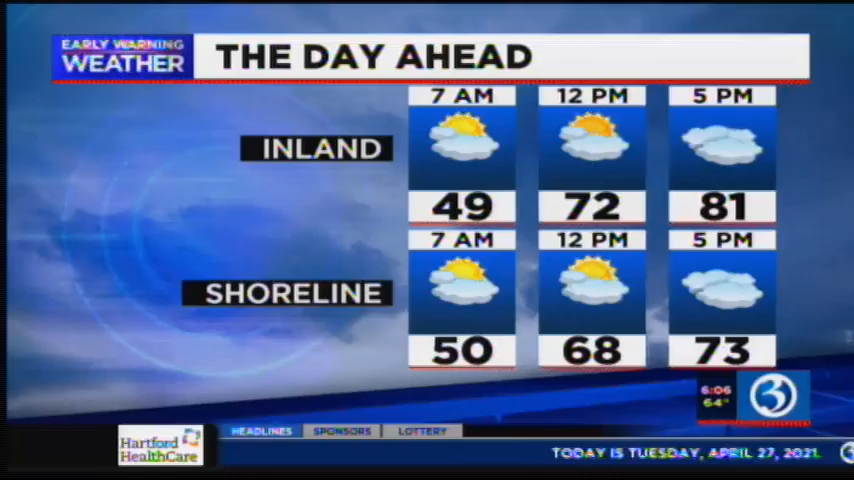 EARLY WARNING
WEATHER
THE DAY AHEAD
7 AM 12 PM 5 PM
INLAND
49 72 81
7 AM 12 PM 5 PM
SHORELINE
50 68 73
6:06
64°
3
Hartford
HealthCare
HEADLINES SPONSORS LOTTERY
TODAY IS TUESDAY, APRIL 27, 2021.
3